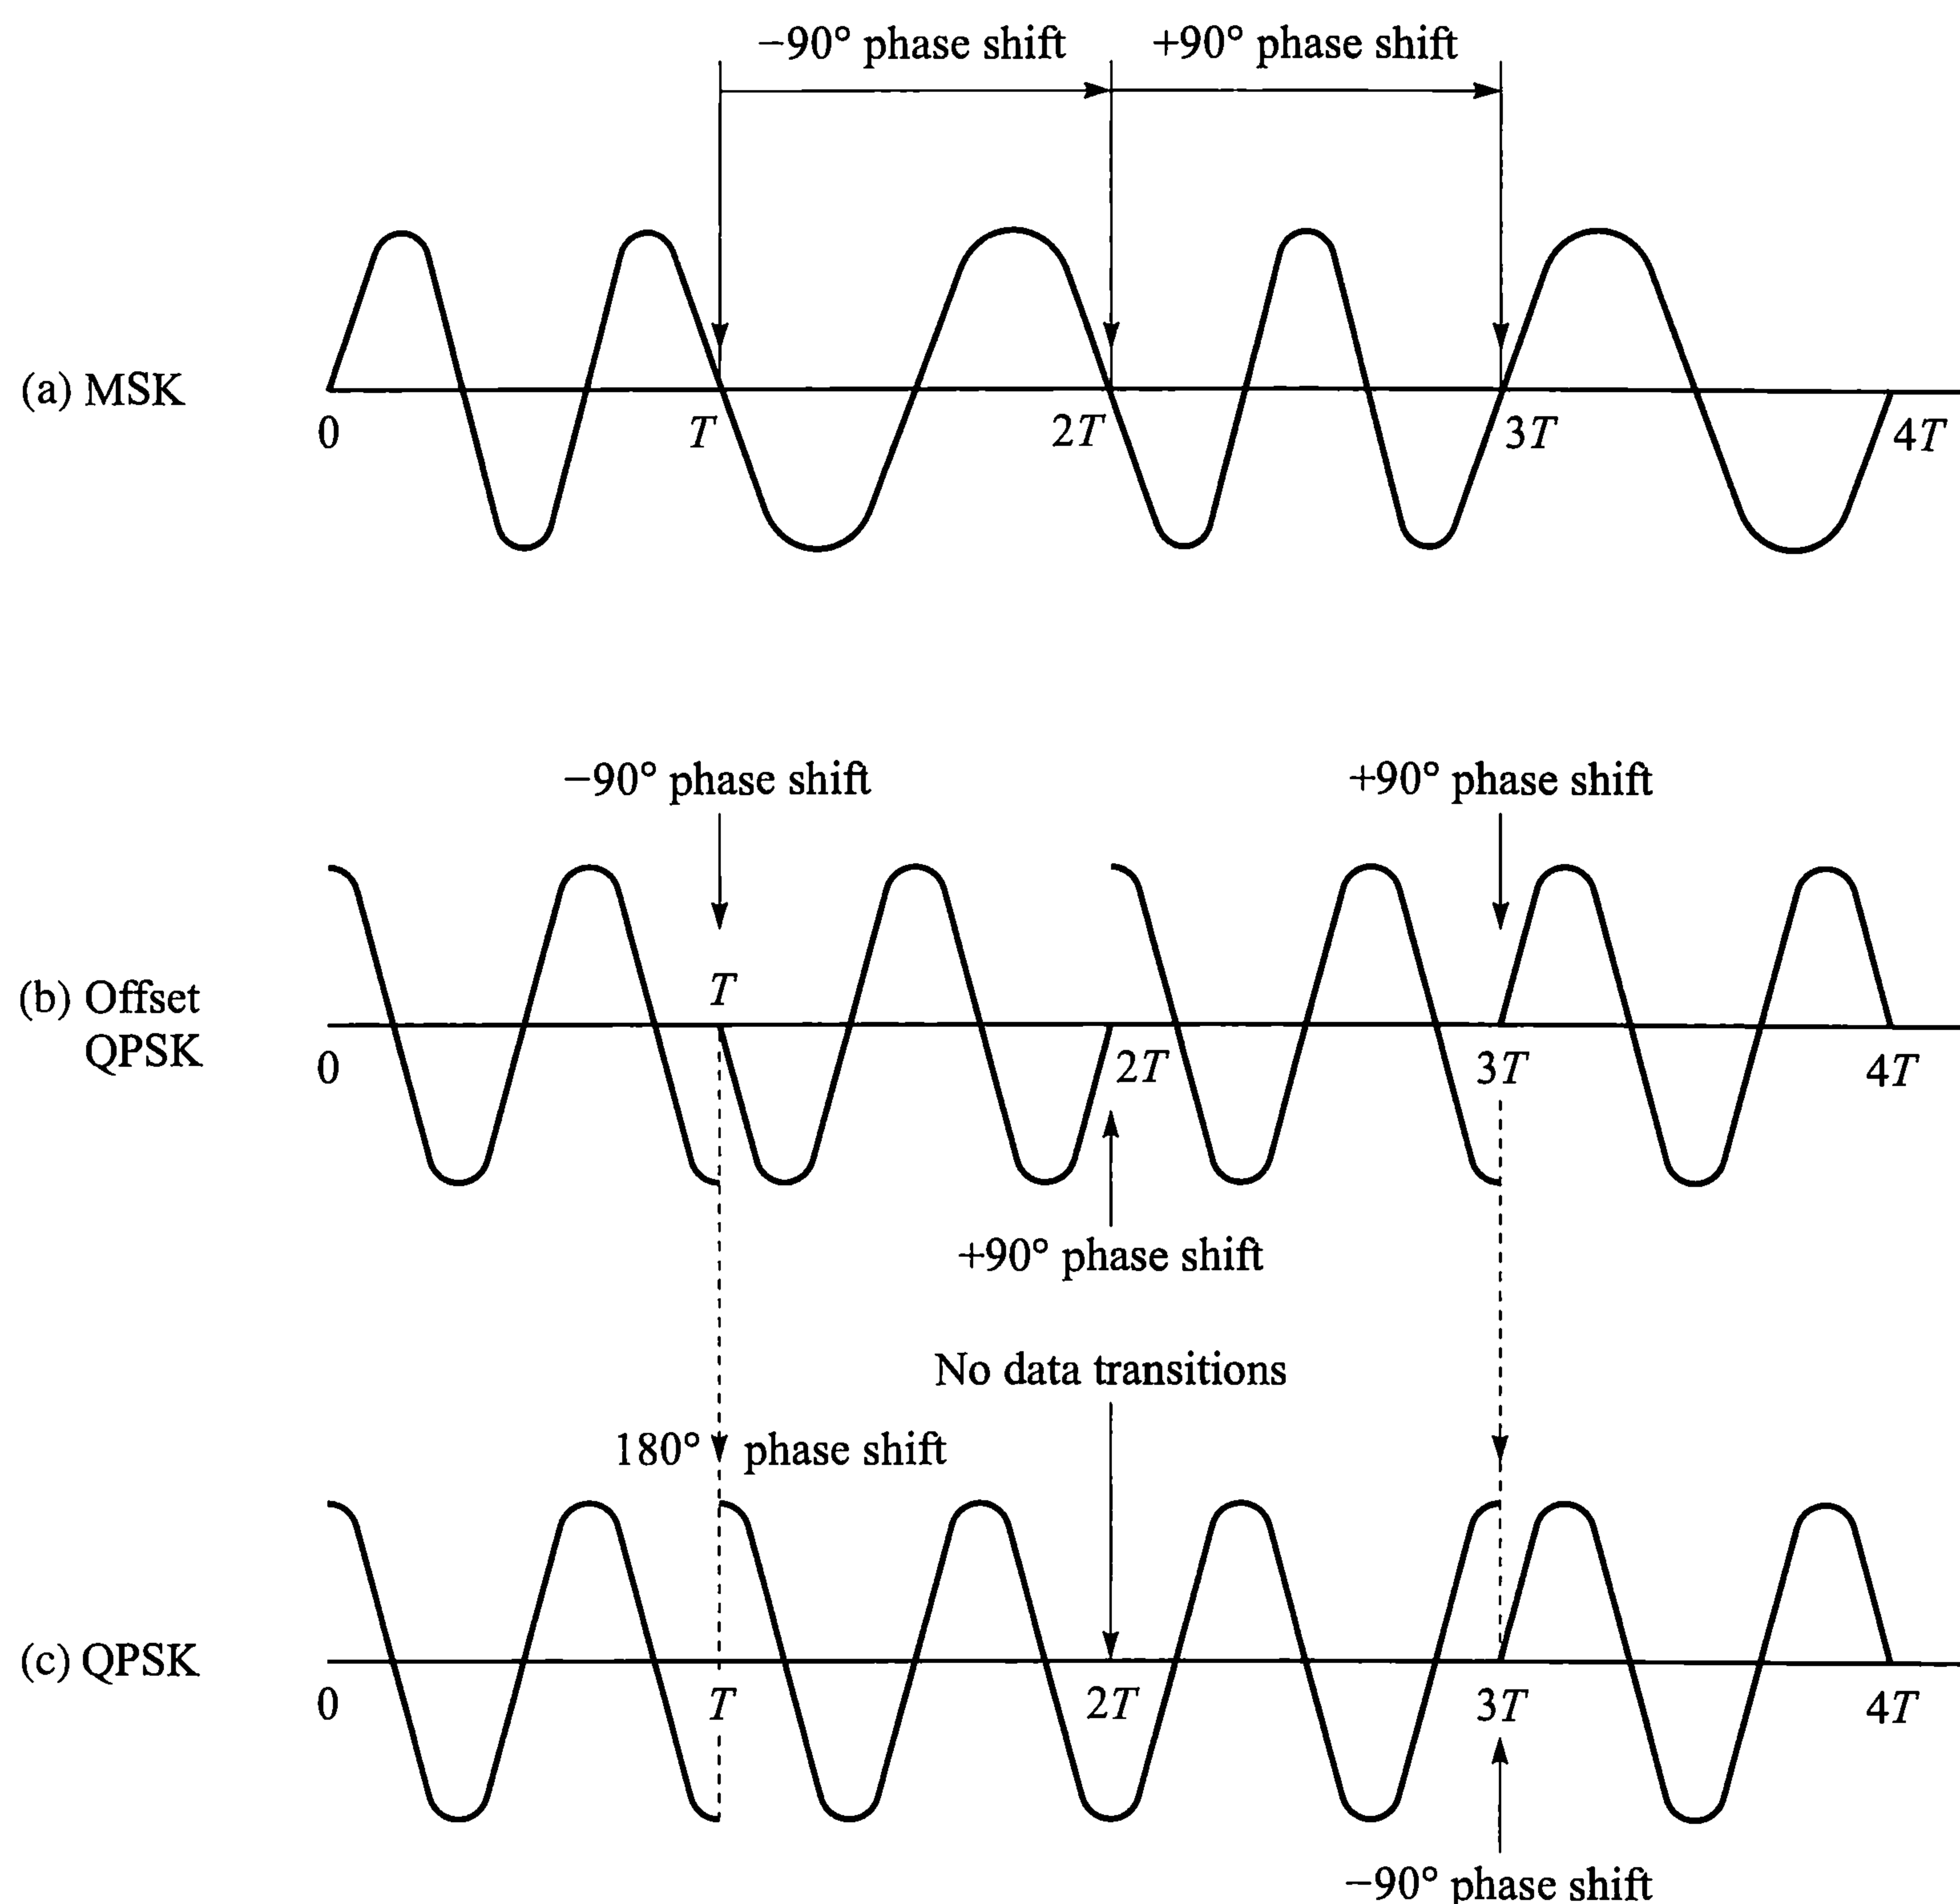 −90° phase shift +90° phase shift
(a) MSK
0 T 2T 3T 4T
−90° phase shift +90° phase shift
(b) Offset
QPSK
T
0 2T 3T 4T
+90° phase shift
No data transitions
180° phase shift
(c) QPSK
0 T 2T 3T 4T
−90° phase shift